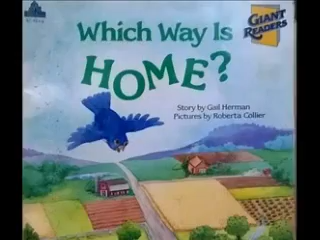 Which Way Is
GIANT
READERS
HOME?
Story by Gail Herman
Pictures by Roberta Collier